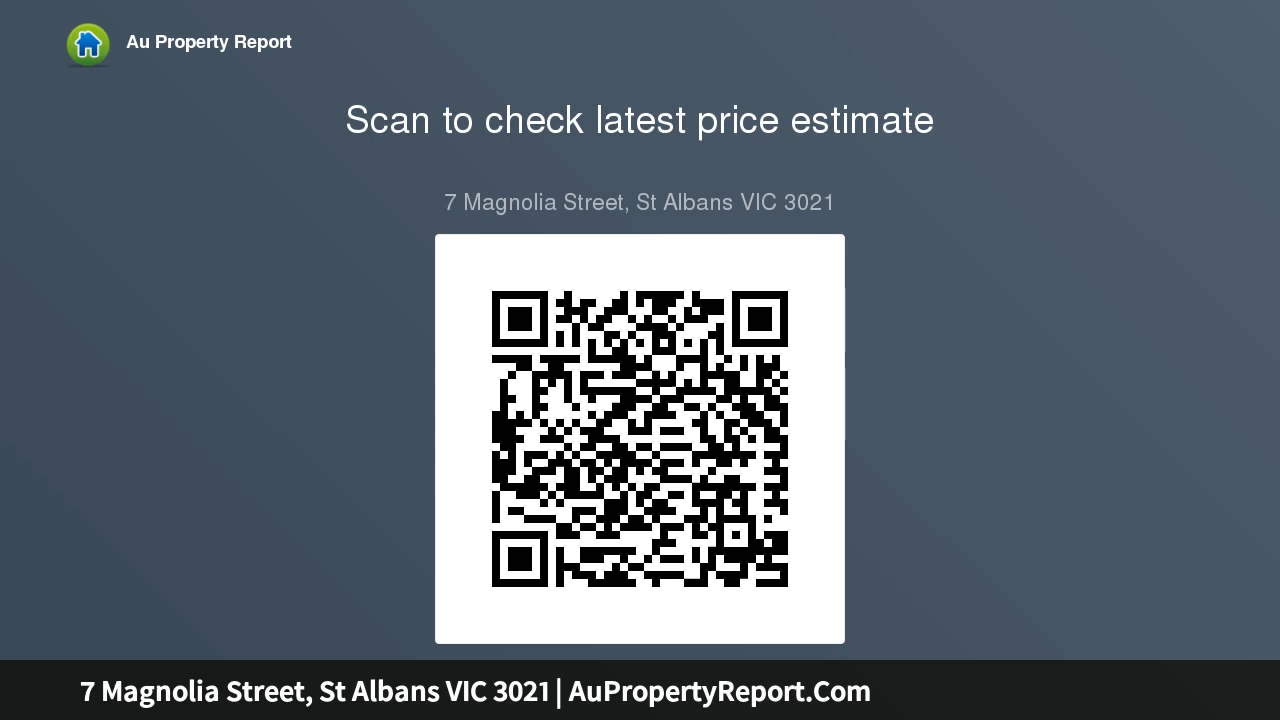 Au Property Report
Scan to check latest price estimate
7 Magnolia Street, St Albans VIC 3021
7 Magnolia Street, St Albans VIC 3021 | AuPropertyReport.Com